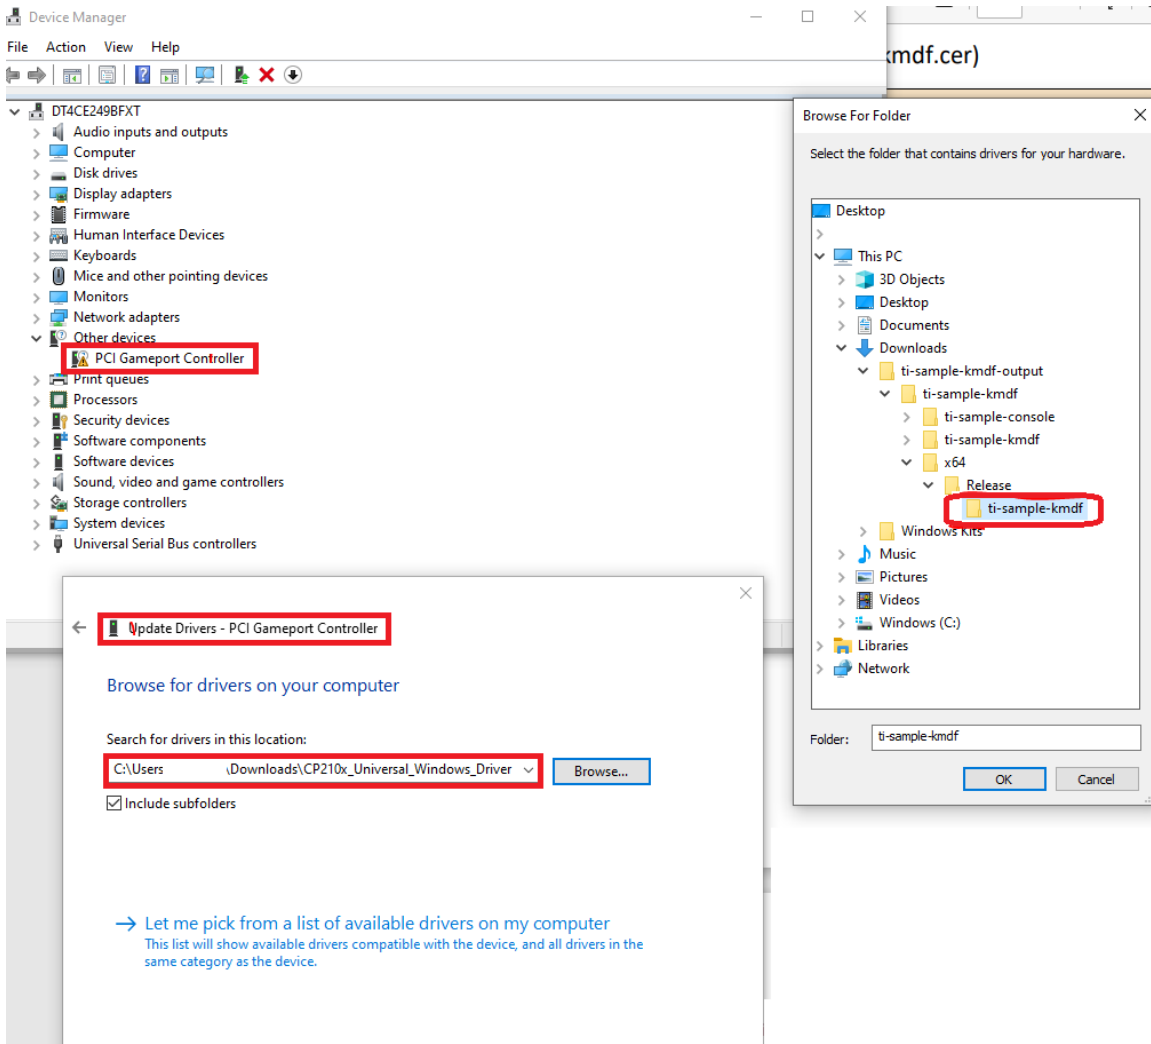 Device Manager
File Action View Help
DT4CE249BFXT
Audio inputs and outputs
Computer
Disk drives
Display adapters
Firmware
Human Interface Devices
Keyboards
Mice and other pointing devices
Monitors
Network adapters
Other devices
PCI Gameport Controller
Print queues
Processors
Security devices
Software components
Software devices
Sound, video and game controllers
Storage controllers
System devices
Universal Serial Bus controllers
kmdf.cer)
Browse For Folder
Select the folder that contains drivers for your hardware.
Desktop
This PC
3D Objects
Desktop
Documents
Downloads
ti-sample-kmdf-output
ti-sample-kmdf
ti-sample-console
ti-sample-kmdf
x64
Release
ti-sample-kmdf
Windows Kits
Music
Pictures
Videos
Windows (C:)
Libraries
Network
Folder: ti-sample-kmdf
OK Cancel
Update Drivers - PCI Gameport Controller
Browse for drivers on your computer
Search for drivers in this location:
C:\Users \Downloads\CP210x_Universal_Windows_Driver
Browse...
Include subfolders
Let me pick from a list of available drivers on my computer
This list will show available drivers compatible with the device, and all drivers in the
same category as the device.